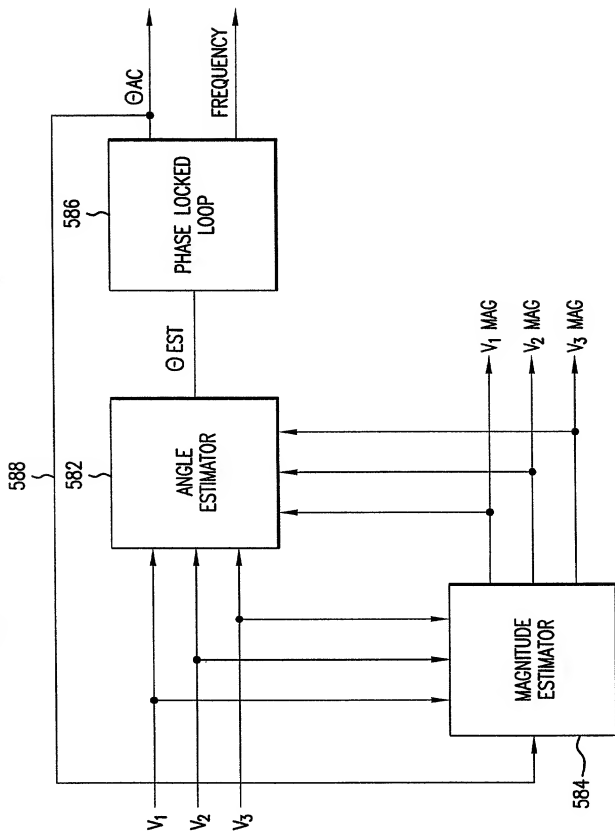 588
586
ΘAC
FREQUENCY
PHASE LOCKED
LOOP
Θ EST
582
ANGLE
ESTIMATOR
V1
V2
V3
V1 MAG
V2 MAG
V3 MAG
MAGNITUDE
ESTIMATOR
584